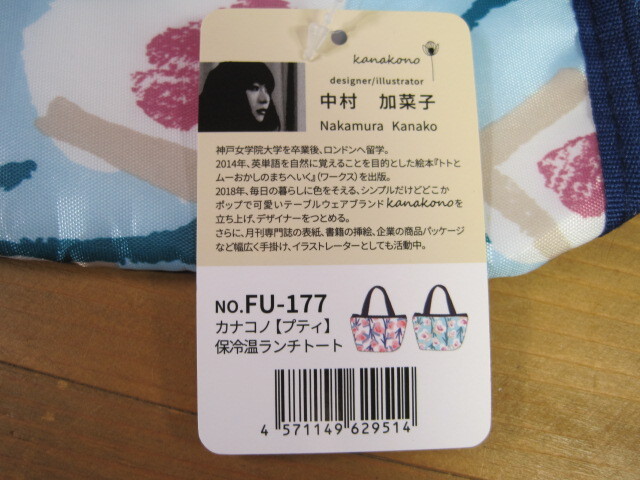 kanakono
designer/illustrator
中村　加菜子
Nakamura Kanako
神戸女学院大学を卒業後、ロンドンへ留学。
2014年、英単語を自然に覚えることを目的とした絵本『トトと
ムーおかしのまちへいく』(ワークス)を出版。
2018年、毎日の暮らしに色をそえる、シンプルだけどどこか
ポップで可愛いテーブルウェアブランドkanakonoを
立ち上げ、デザイナーをつとめる。
さらに、月刊専門誌の表紙、書籍の挿絵、企業の商品パッケージ
など幅広く手掛け、イラストレーターとしても活動中。
NO.FU-177
カナコノ【プティ】
保冷温ランチトート
4 571149 629514